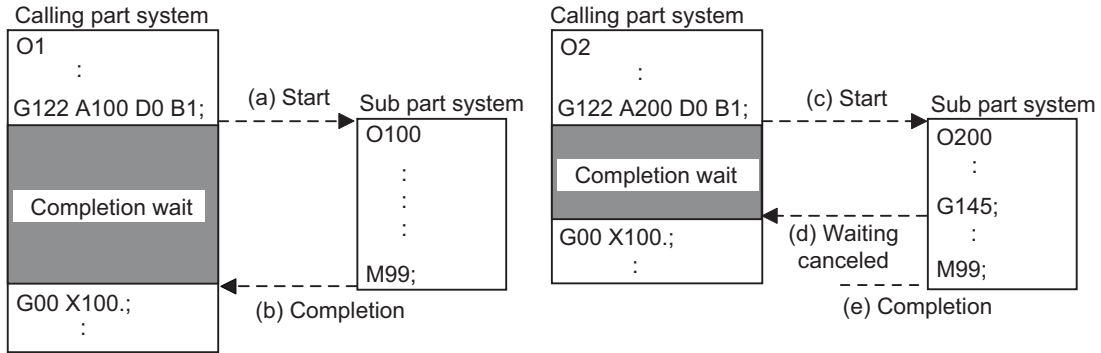 Calling part system
O1
:
G122 A100 D0 B1;
Completion wait
G00 X100.;
:
(a) Start
(b) Completion
Sub part system
O100
:
:
:
:
M99;
Calling part system
O2
:
G122 A200 D0 B1;
Completion wait
G00 X100.;
:
(c) Start
(d) Waiting
canceled
(e) Completion
Sub part system
O200
:
G145;
:
M99;